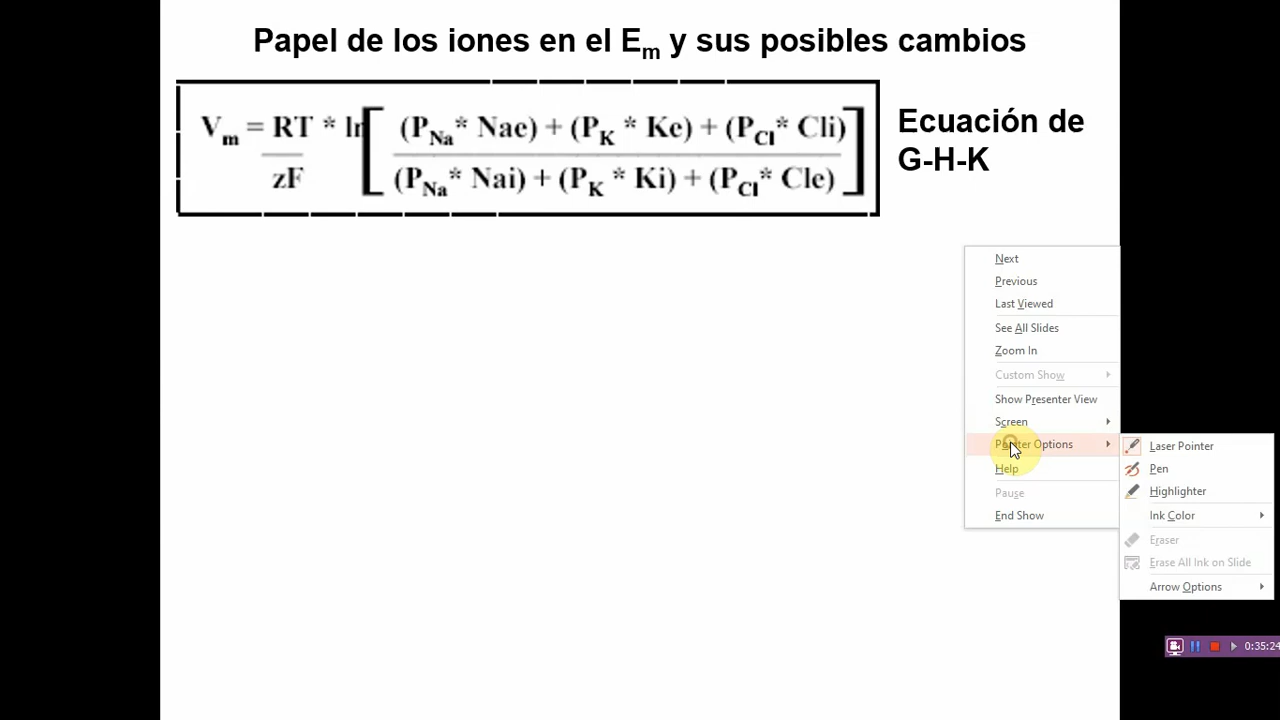 Papel de los iones en el Em y sus posibles cambios
Vm = RT * ln [ (PNa* Nae) + (PK * Ke) + (PCl* Cli) ]
zF (PNa* Nai) + (PK * Ki) + (PCl* Cle)
Ecuación de
G-H-K
Next
Previous
Last Viewed
See All Slides
Zoom In
Custom Show
Show Presenter View
Screen
Pointer Options
Help
Pause
End Show
Laser Pointer
Pen
Highlighter
Ink Color
Eraser
Erase All Ink on Slide
Arrow Options
0:35:24